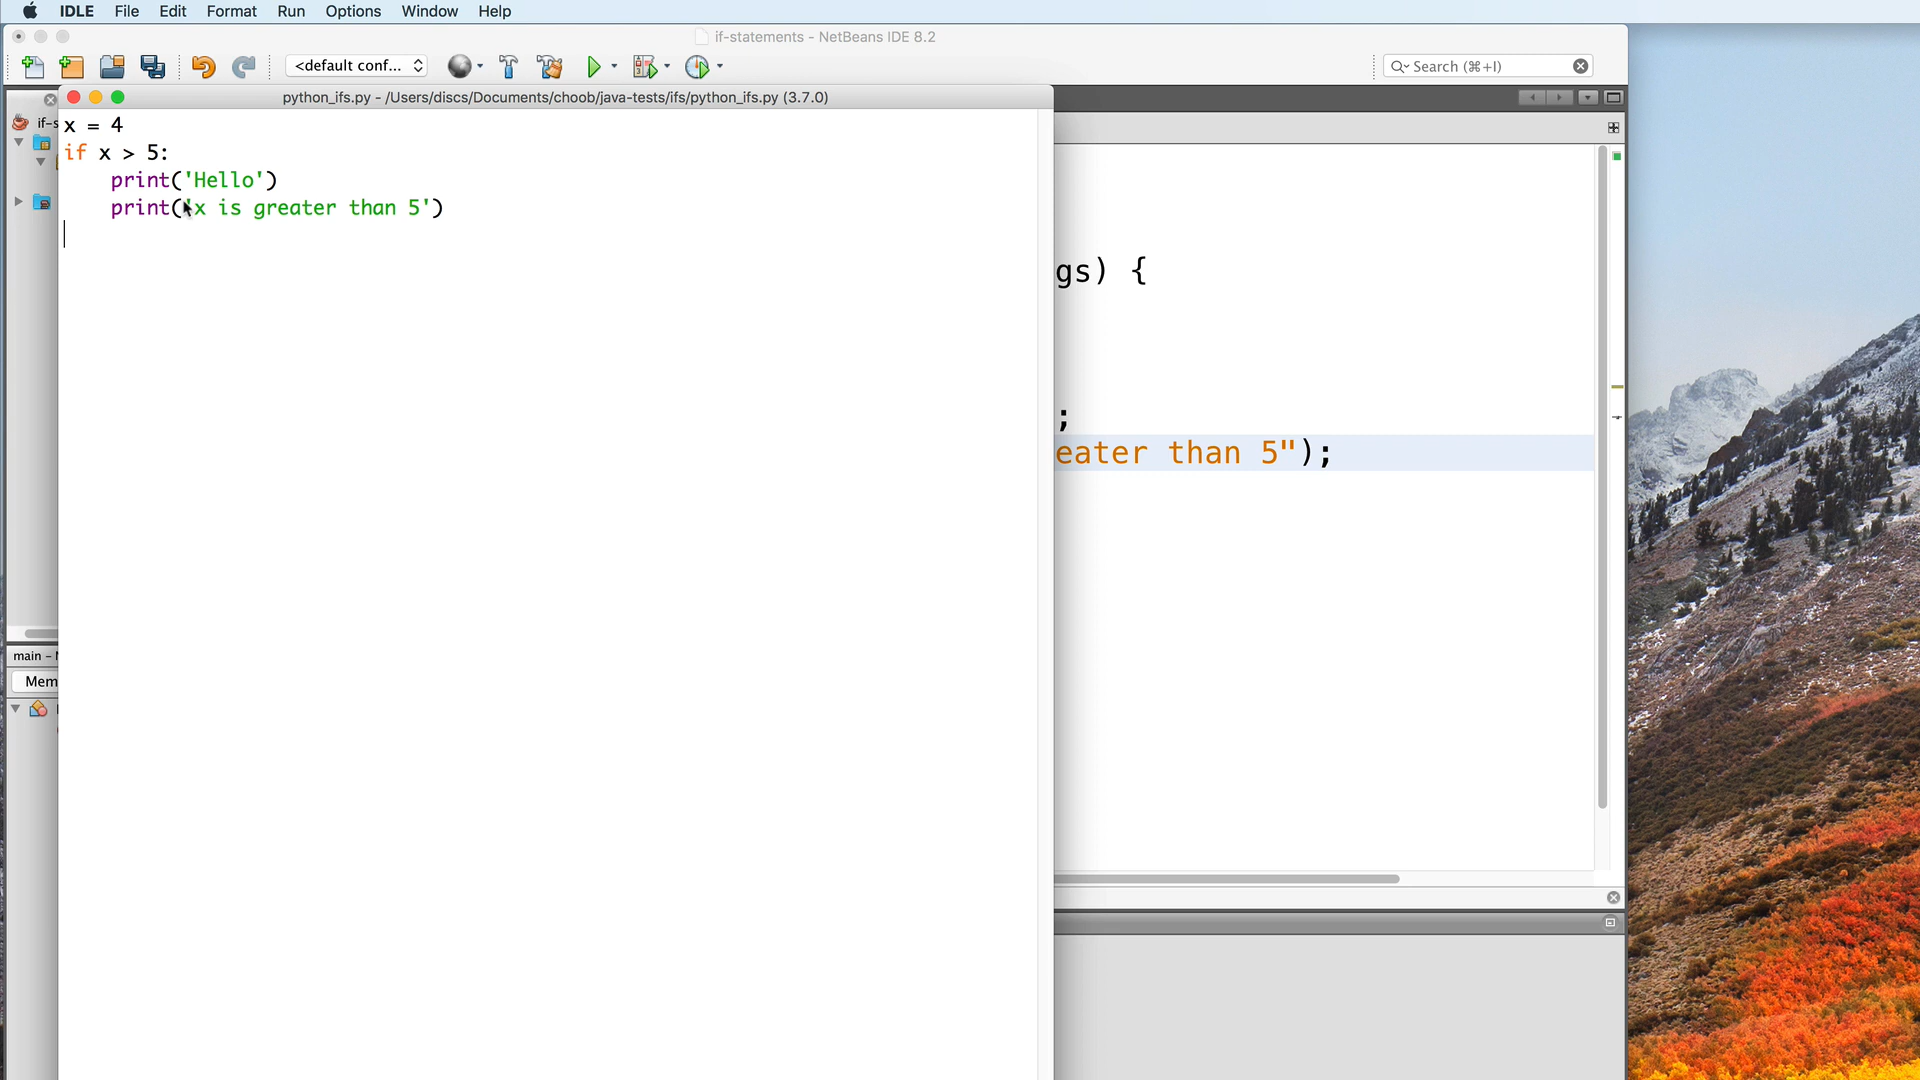 IDLE File Edit Format Run Options Window Help
if-statements - NetBeans IDE 8.2
<default conf...
Search (⌘+I)
python_ifs.py - /Users/discs/Documents/choob/java-tests/ifs/python_ifs.py (3.7.0)
if-s
x = 4
if x > 5:
print('Hello')
print('x is greater than 5')
gs) {
;
eater than 5");
main -
Mem